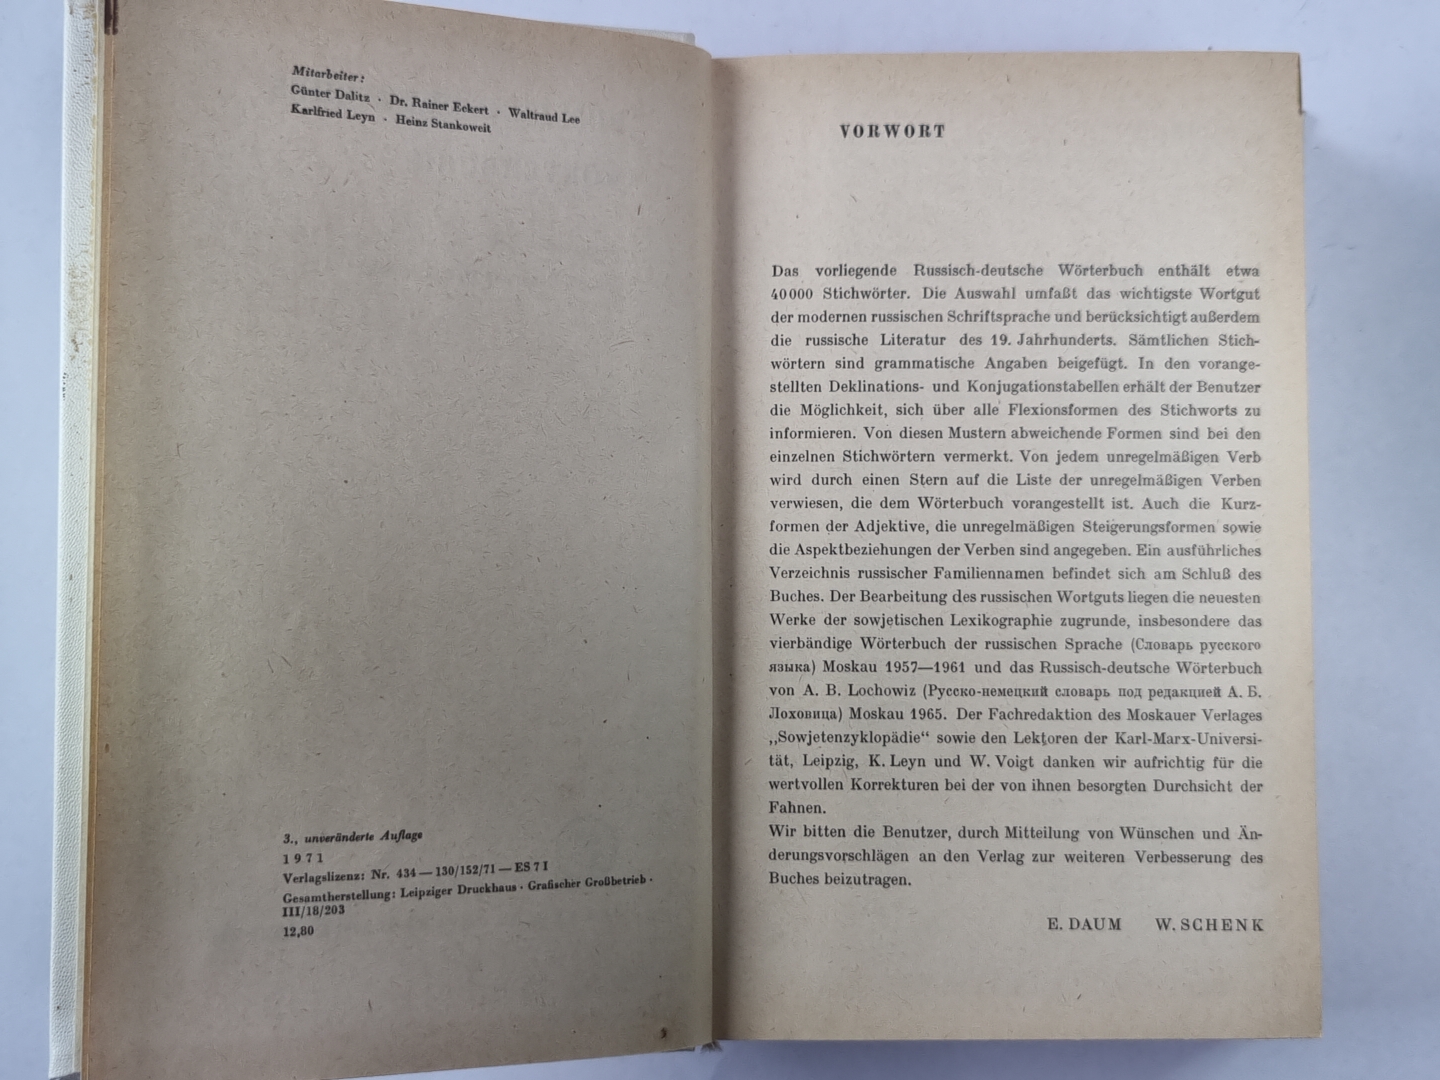 Mitarbeiter:
Günter Dalitz · Dr. Rainer Eckert · Waltraud Lee
Karlfried Leyn · Heinz Stankoweit
3., unveränderte Auflage
1971
Verlagslizenz: Nr. 434 — 130/152/71 — ES 7 I
Gesamtherstellung: Leipziger Druckhaus · Grafischer Großbetrieb ·
III/18/203
12,80
VORWORT
Das vorliegende Russisch-deutsche Wörterbuch enthält etwa
40000 Stichwörter. Die Auswahl umfaßt das wichtigste Wortgut
der modernen russischen Schriftsprache und berücksichtigt außerdem
die russische Literatur des 19. Jahrhunderts. Sämtlichen Stich-
wörtern sind grammatische Angaben beigefügt. In den vorange-
stellten Deklinations- und Konjugationstabellen erhält der Benutzer
die Möglichkeit, sich über alle Flexionsformen des Stichworts zu
informieren. Von diesen Mustern abweichende Formen sind bei den
einzelnen Stichwörtern vermerkt. Von jedem unregelmäßigen Verb
wird durch einen Stern auf die Liste der unregelmäßigen Verben
verwiesen, die dem Wörterbuch vorangestellt ist. Auch die Kurz-
formen der Adjektive, die unregelmäßigen Steigerungsformen sowie
die Aspektbeziehungen der Verben sind angegeben. Ein ausführliches
Verzeichnis russischer Familiennamen befindet sich am Schluß des
Buches. Der Bearbeitung des russischen Wortguts liegen die neuesten
Werke der sowjetischen Lexikographie zugrunde, insbesondere das
vierbändige Wörterbuch der russischen Sprache (Словарь русского
языка) Moskau 1957—1961 und das Russisch-deutsche Wörterbuch
von A. B. Lochowiz (Русско-немецкий словарь под редакцией А. Б.
Лоховица) Moskau 1965. Der Fachredaktion des Moskauer Verlages
„Sowjetenzyklopädie“ sowie den Lektoren der Karl-Marx-Universi-
tät, Leipzig, K. Leyn und W. Voigt danken wir aufrichtig für die
wertvollen Korrekturen bei der von ihnen besorgten Durchsicht der
Fahnen.
Wir bitten die Benutzer, durch Mitteilung von Wünschen und Än-
derungsvorschlägen an den Verlag zur weiteren Verbesserung des
Buches beizutragen.
E. DAUM W. SCHENK